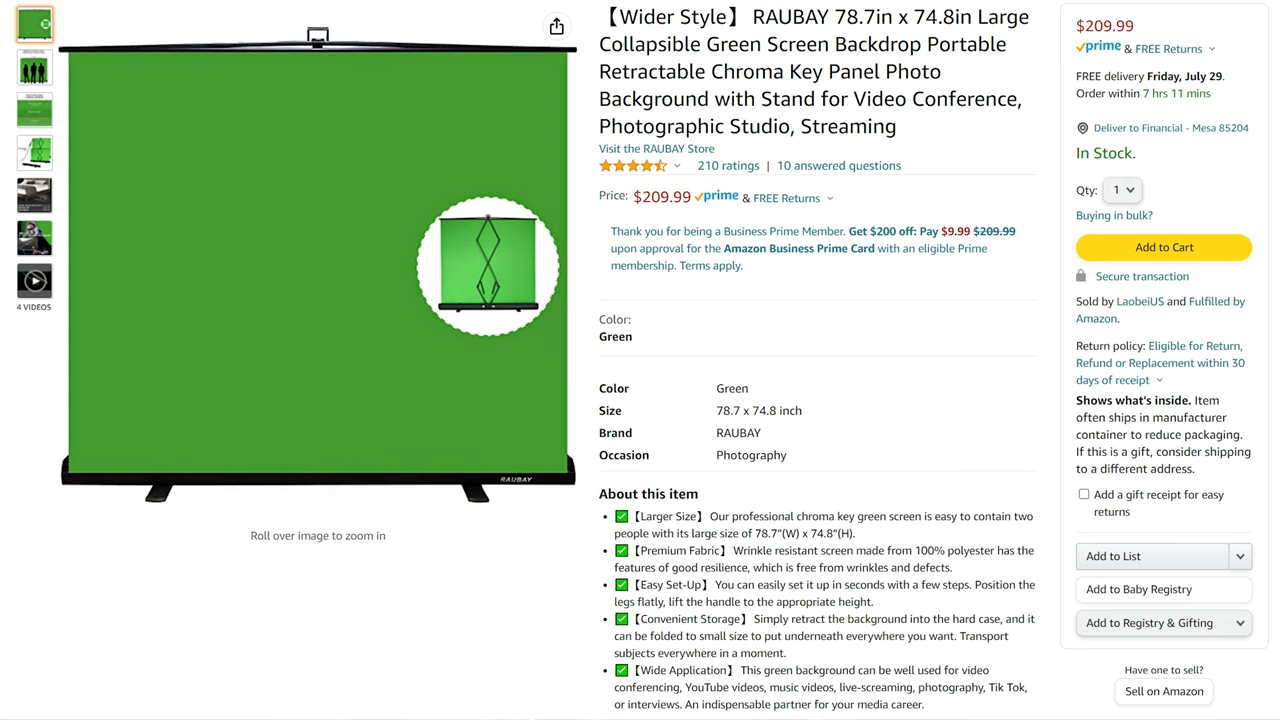 【Wider Style】 RAUBAY 78.7in x 74.8in Large
Collapsible Green Screen Backdrop Portable
Retractable Chroma Key Panel Photo
Background with Stand for Video Conference,
Photographic Studio, Streaming
Visit the RAUBAY Store
210 ratings | 10 answered questions
Price: $209.99 prime & FREE Returns
Thank you for being a Business Prime Member. Get $200 off: Pay $9.99 $209.99
upon approval for the Amazon Business Prime Card with an eligible Prime
membership. Terms apply.
Color:
Green
Color Green
Size 78.7 x 74.8 inch
Brand RAUBAY
Occasion Photography
About this item
• ✅【Larger Size】 Our professional chroma key green screen is easy to contain two
people with its large size of 78.7”(W) x 74.8”(H).
• ✅【Premium Fabric】 Wrinkle resistant screen made from 100% polyester has the
features of good resilience, which is free from wrinkles and defects.
• ✅【Easy Set-Up】 You can easily set it up in seconds with a few steps. Position the
legs flatly, lift the handle to the appropriate height.
• ✅【Convenient Storage】 Simply retract the background into the hard case, and it
can be folded to small size to put underneath everywhere you want. Transport
subjects everywhere in a moment.
• ✅【Wide Application】 This green background can be well used for video
conferencing, YouTube videos, music videos, live-streaming, photography, Tik Tok,
or interviews. An indispensable partner for your media career.
4 VIDEOS
RAUBAY
Roll over image to zoom in
$209.99
prime & FREE Returns
FREE delivery Friday, July 29.
Order within 7 hrs 11 mins
Deliver to Financial - Mesa 85204
In Stock.
Qty: 1
Buying in bulk?
Add to Cart
Secure transaction
Sold by LaobeiUS and Fulfilled by
Amazon.
Return policy: Eligible for Return,
Refund or Replacement within 30
days of receipt
Shows what's inside. Item
often ships in manufacturer
container to reduce packaging.
If this is a gift, consider shipping
to a different address.
Add a gift receipt for easy
returns
Add to List
Add to Baby Registry
Add to Registry & Gifting
Have one to sell?
Sell on Amazon